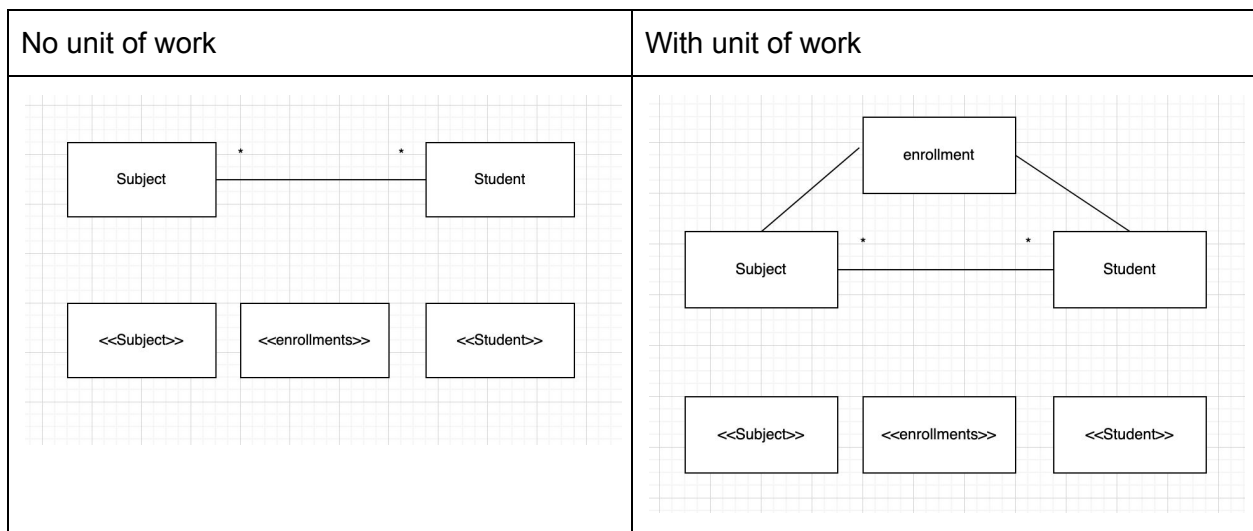 No unit of work
With unit of work
* *
Subject
Student
<<Subject>>
<<enrollments>>
<<Student>>
enrollment
* *
Subject
Student
<<Subject>>
<<enrollments>>
<<Student>>